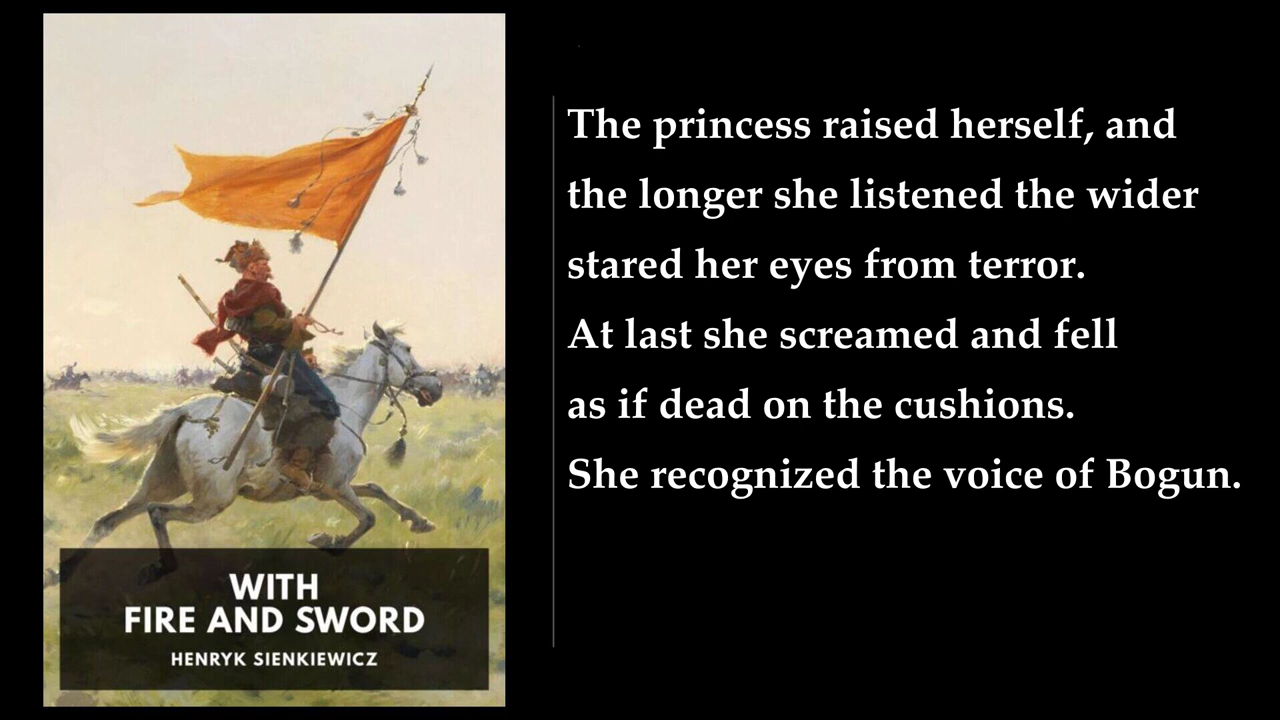 WITH
FIRE AND SWORD
HENRYK SIENKIEWICZ
The princess raised herself, and
the longer she listened the wider
stared her eyes from terror.
At last she screamed and fell
as if dead on the cushions.
She recognized the voice of Bogun.